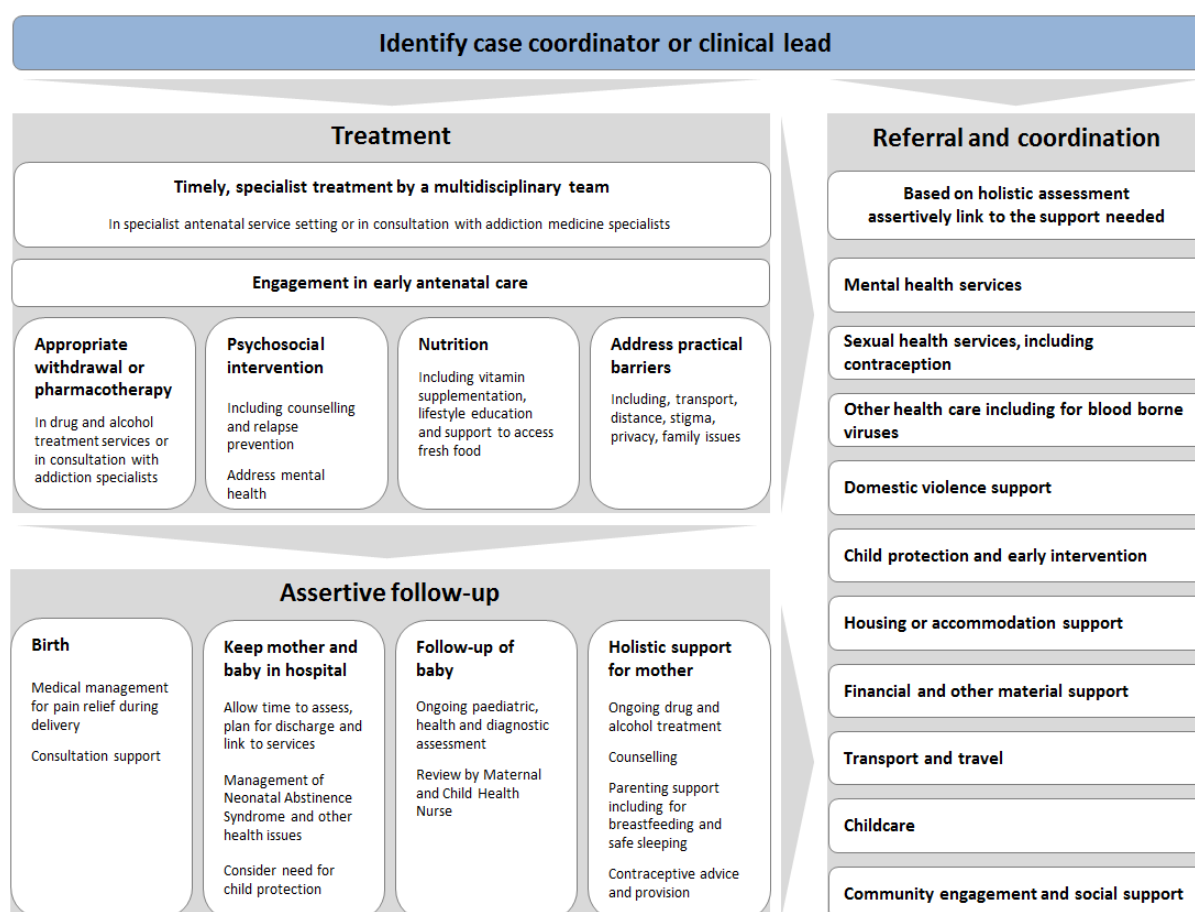 Identify case coordinator or clinical lead
Treatment
Timely, specialist treatment by a multidisciplinary team
In specialist antenatal service setting or in consultation with addiction medicine specialists
Engagement in early antenatal care
Appropriate
withdrawal or
pharmacotherapy
In drug and alcohol
treatment services or
in consultation with
addiction specialists
Psychosocial
intervention
Including counselling
and relapse
prevention
Address mental
health
Nutrition
Including vitamin
supplementation,
lifestyle education
and support to access
fresh food
Address practical
barriers
Including, transport,
distance, stigma,
privacy, family issues
Assertive follow-up
Birth
Medical management
for pain relief during
delivery
Consultation support
Keep mother and
baby in hospital
Allow time to assess,
plan for discharge and
link to services
Management of
Neonatal Abstinence
Syndrome and other
health issues
Consider need for
child protection
Follow-up of
baby
Ongoing paediatric,
health and diagnostic
assessment
Review by Maternal
and Child Health
Nurse
Holistic support
for mother
Ongoing drug and
alcohol treatment
Counselling
Parenting support
including for
breastfeeding and
safe sleeping
Contraceptive advice
and provision
Referral and coordination
Based on holistic assessment
assertively link to the support needed
Mental health services
Sexual health services, including
contraception
Other health care including for blood borne
viruses
Domestic violence support
Child protection and early intervention
Housing or accommodation support
Financial and other material support
Transport and travel
Childcare
Community engagement and social support